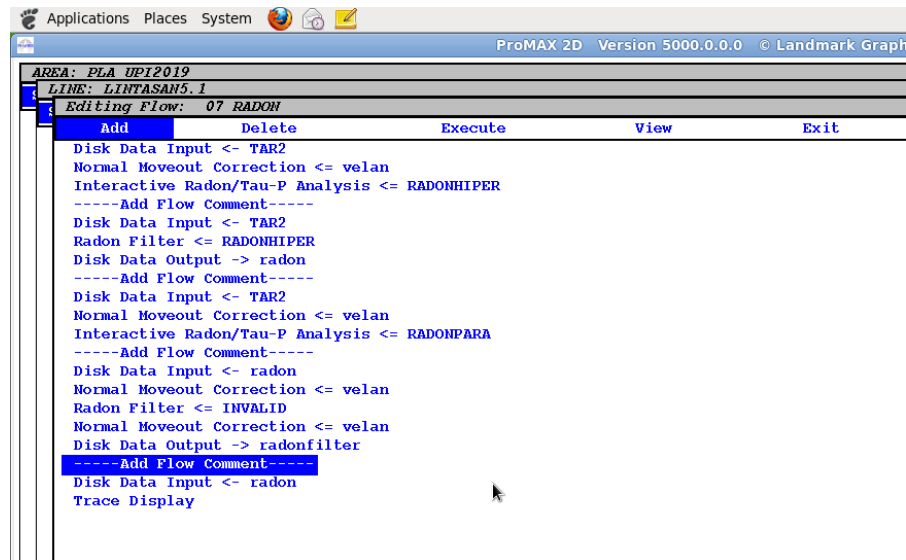 Applications Places System
ProMAX 2D Version 5000.0.0.0 © Landmark Graph
AREA: PLA UPI2019
LINE: LINTASAN5.1
Editing Flow: 07 RADON
Add Delete Execute View Exit
Disk Data Input <- TAR2
Normal Moveout Correction <= velan
Interactive Radon/Tau-P Analysis <= RADONHIPER
-----Add Flow Comment-----
Disk Data Input <- TAR2
Radon Filter <= RADONHIPER
Disk Data Output -> radon
-----Add Flow Comment-----
Disk Data Input <- TAR2
Normal Moveout Correction <= velan
Interactive Radon/Tau-P Analysis <= RADONPARA
-----Add Flow Comment-----
Disk Data Input <- radon
Normal Moveout Correction <= velan
Radon Filter <= INVALID
Normal Moveout Correction <= velan
Disk Data Output -> radonfilter
-----Add Flow Comment-----
Disk Data Input <- radon
Trace Display